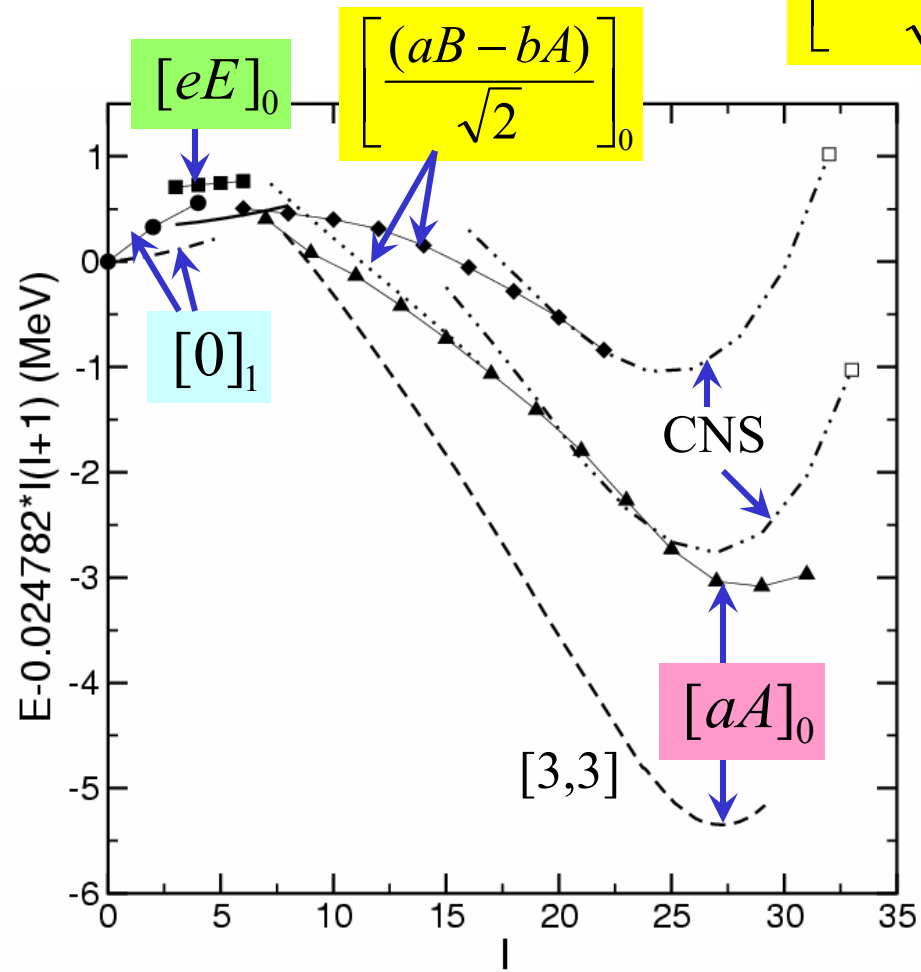 [eE]₀
[(aB − bA)/√2]₀
[
√
1
0
-1
-2
-3
-4
-5
-6
E-0.024782*I(I+1) (MeV)
[0]₁
CNS
[aA]₀
[3,3]
0 5 10 15 20 25 30 35
I